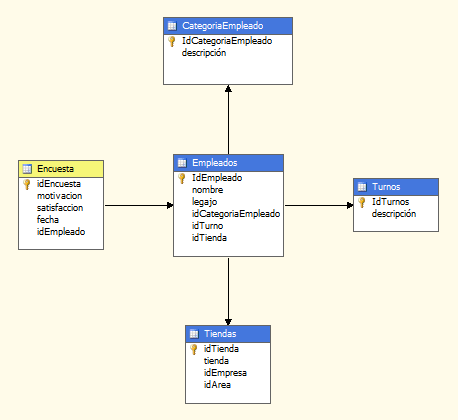 CategoriaEmpleado
IdCategoriaEmpleado
descripción
Encuesta
idEncuesta
motivacion
satisfaccion
fecha
idEmpleado
Empleados
IdEmpleado
nombre
legajo
idCategoriaEmpleado
idTurno
idTienda
Turnos
IdTurnos
descripción
Tiendas
idTienda
tienda
idEmpresa
idArea